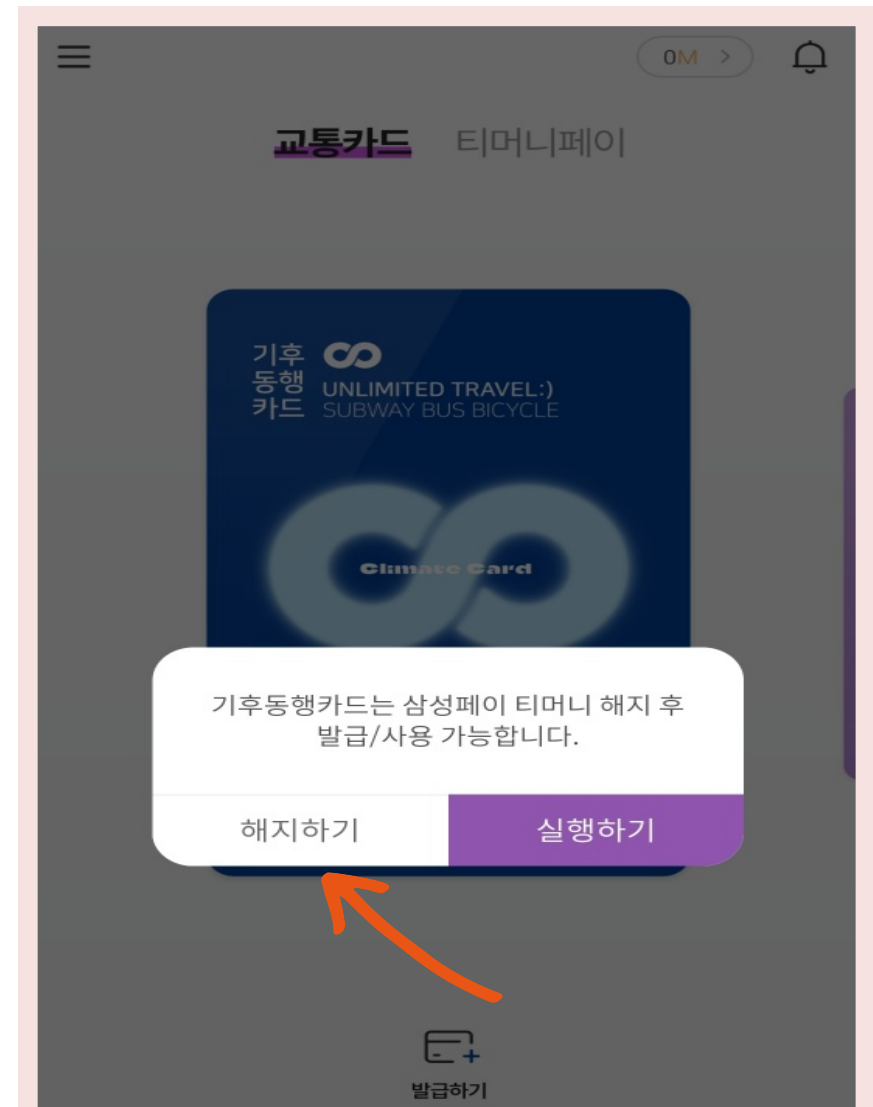 0M >
교통카드 티머니페이
기후
동행
카드
UNLIMITED TRAVEL:)
SUBWAY BUS BICYCLE
Climate Card
기후동행카드는 삼성페이 티머니 해지 후
발급/사용 가능합니다.
해지하기 실행하기
발급하기